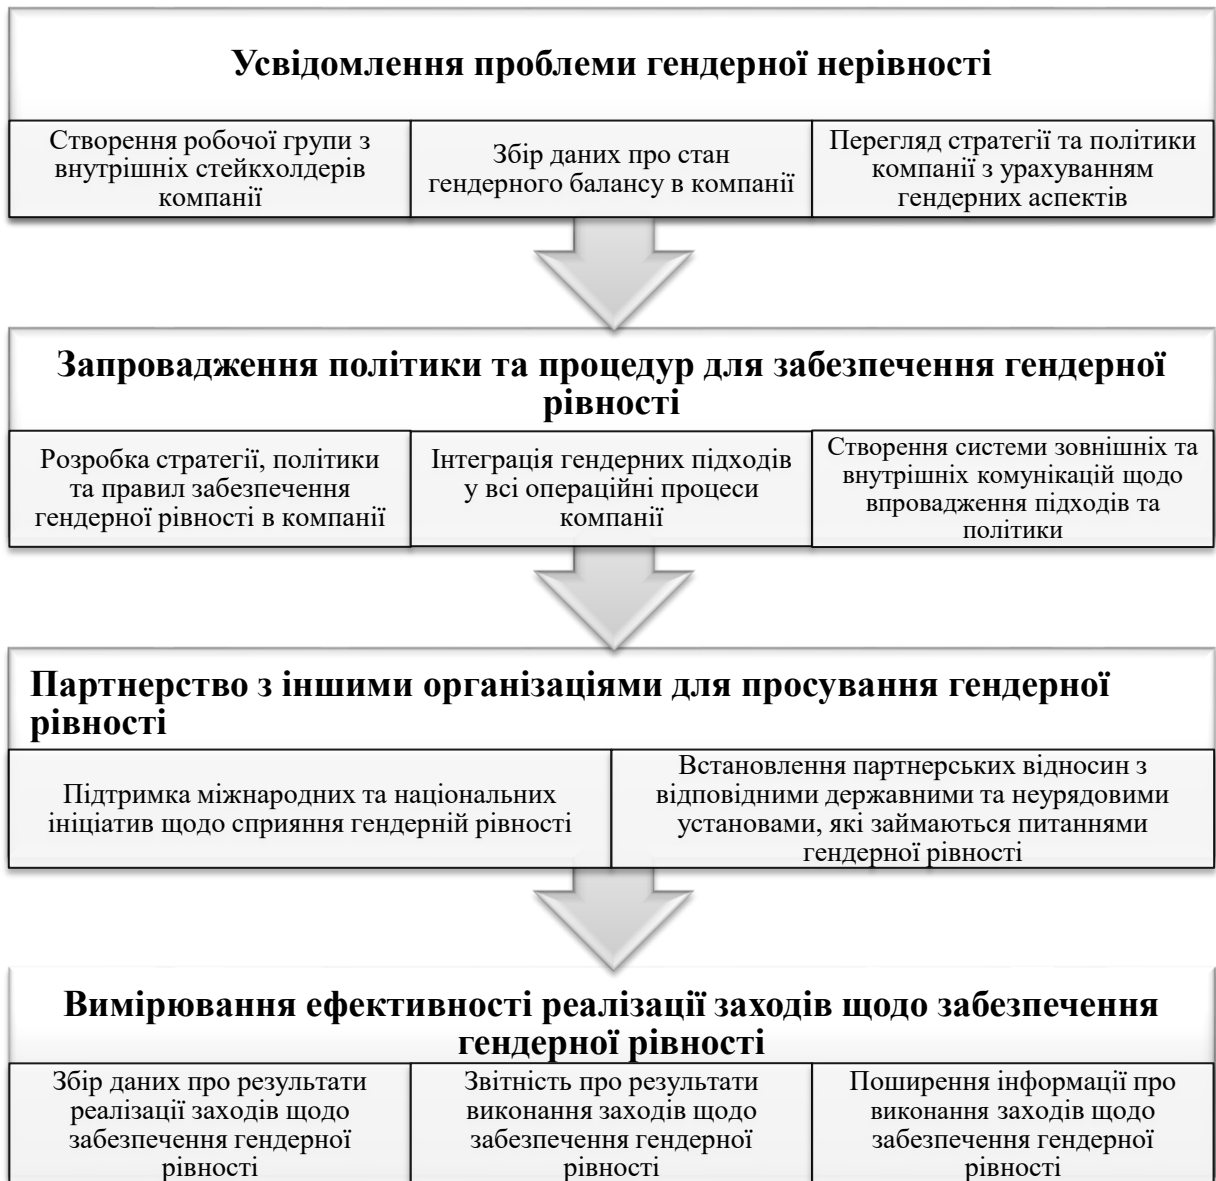 Усвідомлення проблеми гендерної нерівності
Створення робочої групи з
внутрішніх стейкхолдерів
компанії
Збір даних про стан
гендерного балансу в компанії
Перегляд стратегії та політики
компанії з урахуванням
гендерних аспектів
Запровадження політики та процедур для забезпечення гендерної
рівності
Розробка стратегії, політики
та правил забезпечення
гендерної рівності в компанії
Інтеграція гендерних підходів
у всі операційні процеси
компанії
Створення системи зовнішніх та
внутрішніх комунікацій щодо
впровадження підходів та
політики
Партнерство з іншими організаціями для просування гендерної
рівності
Підтримка міжнародних та національних
ініціатив щодо сприяння гендерній рівності
Встановлення партнерських відносин з
відповідними державними та неурядовими
установами, які займаються питаннями
гендерної рівності
Вимірювання ефективності реалізації заходів щодо забезпечення
гендерної рівності
Збір даних про результати
реалізації заходів щодо
забезпечення гендерної
рівності
Звітність про результати
виконання заходів щодо
забезпечення гендерної
рівності
Поширення інформації про
виконання заходів щодо
забезпечення гендерної
рівності